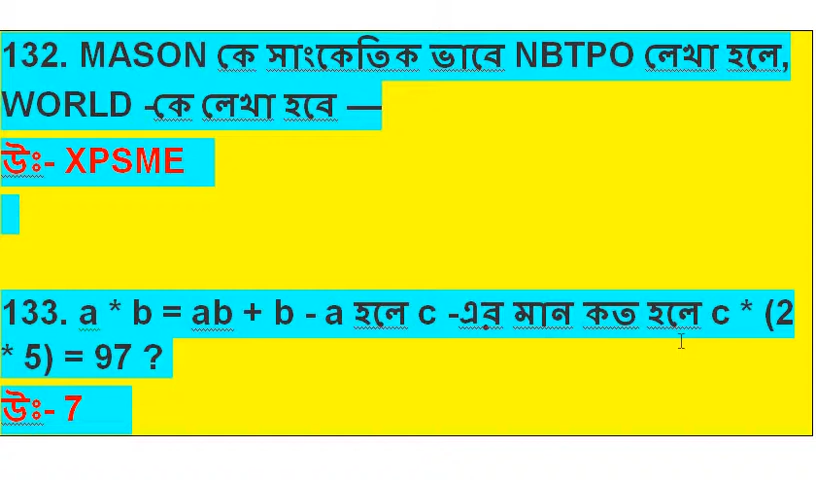 132. MASON কে সাংকেতিক ভাবে NBTPO লেখা হলে,
WORLD -কে লেখা হবে —
উঃ- XPSME
133. a * b = ab + b - a হলে c -এর মান কত হলে c * (2
* 5) = 97 ?
উঃ- 7